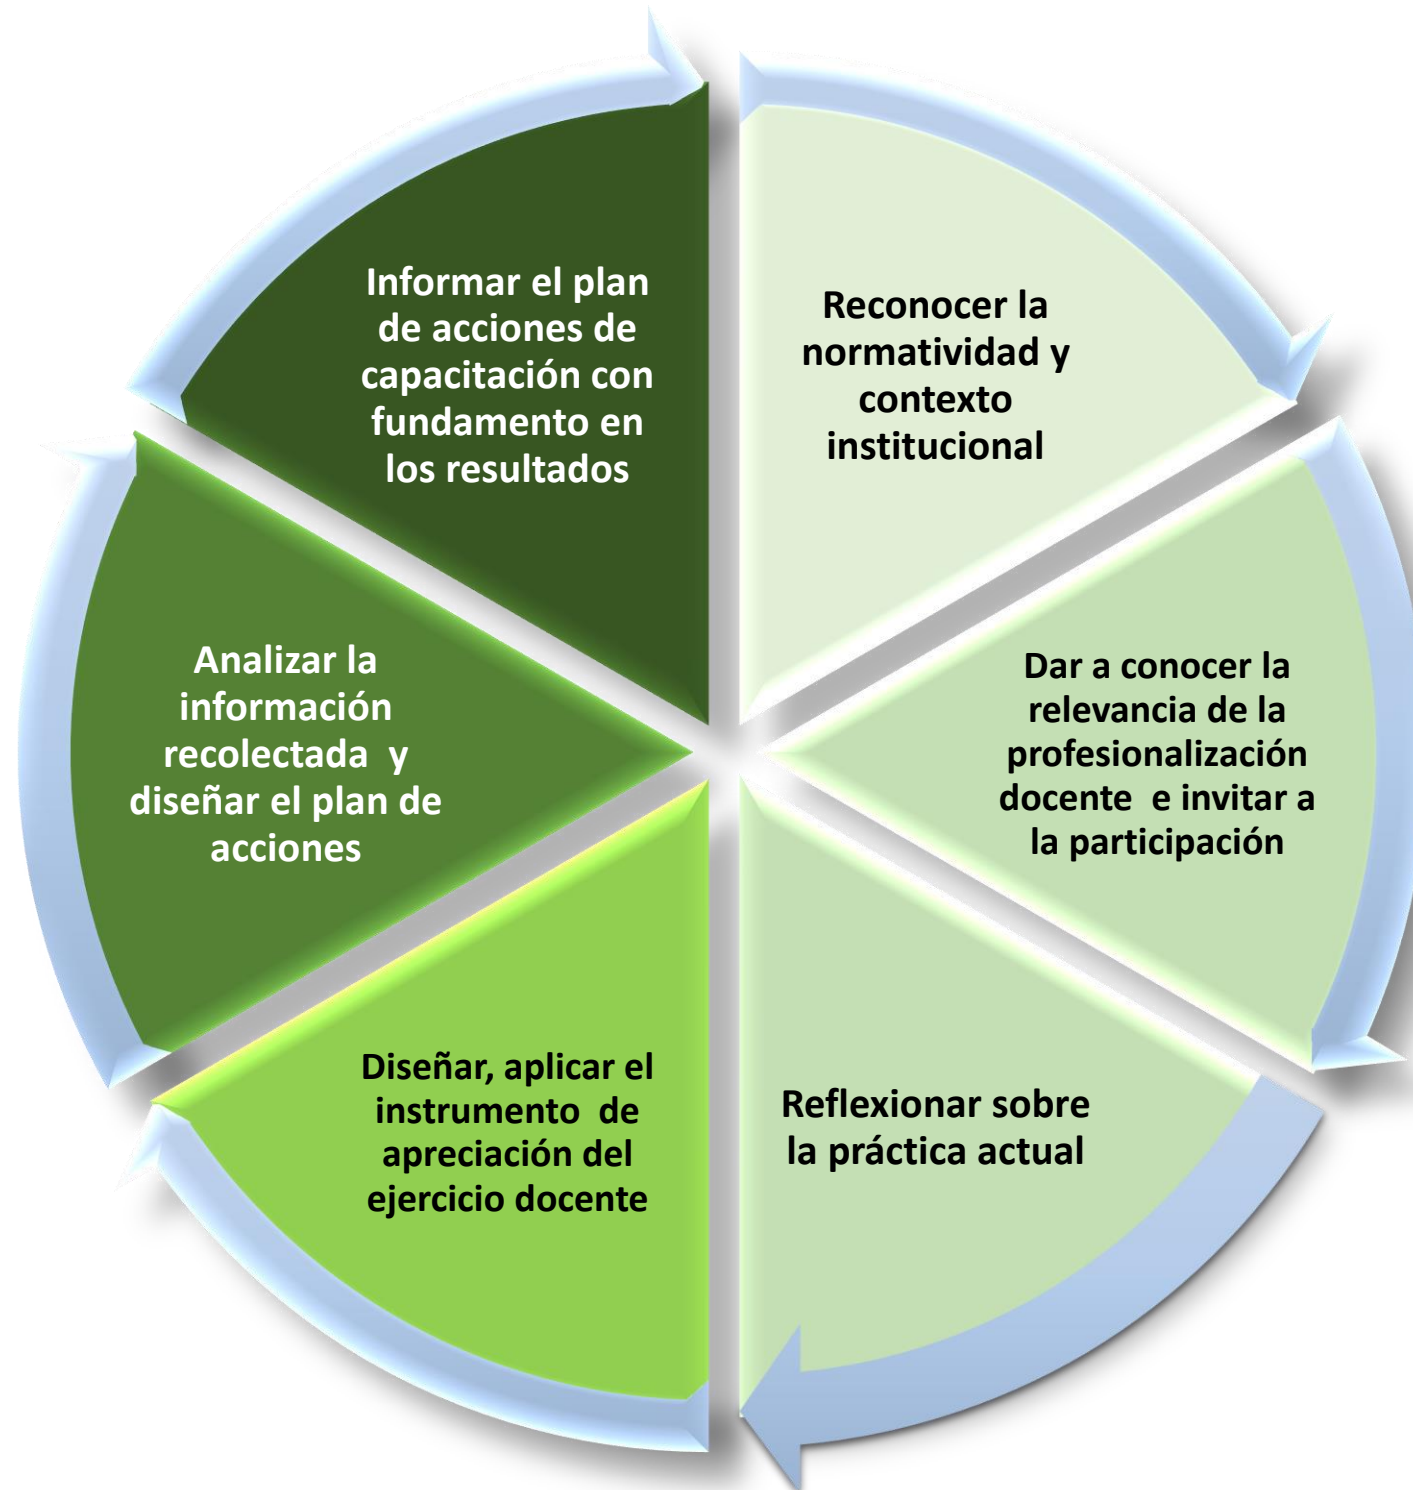 Reconocer la
normatividad y
contexto
institucional
Dar a conocer la
relevancia de la
profesionalización
docente  e invitar a
la participación
Reflexionar sobre
la práctica actual
Diseñar, aplicar el
instrumento  de
apreciación del
ejercicio docente
Analizar la
información
recolectada  y
diseñar el plan de
acciones
Informar el plan
de acciones de
capacitación con
fundamento en
los resultados